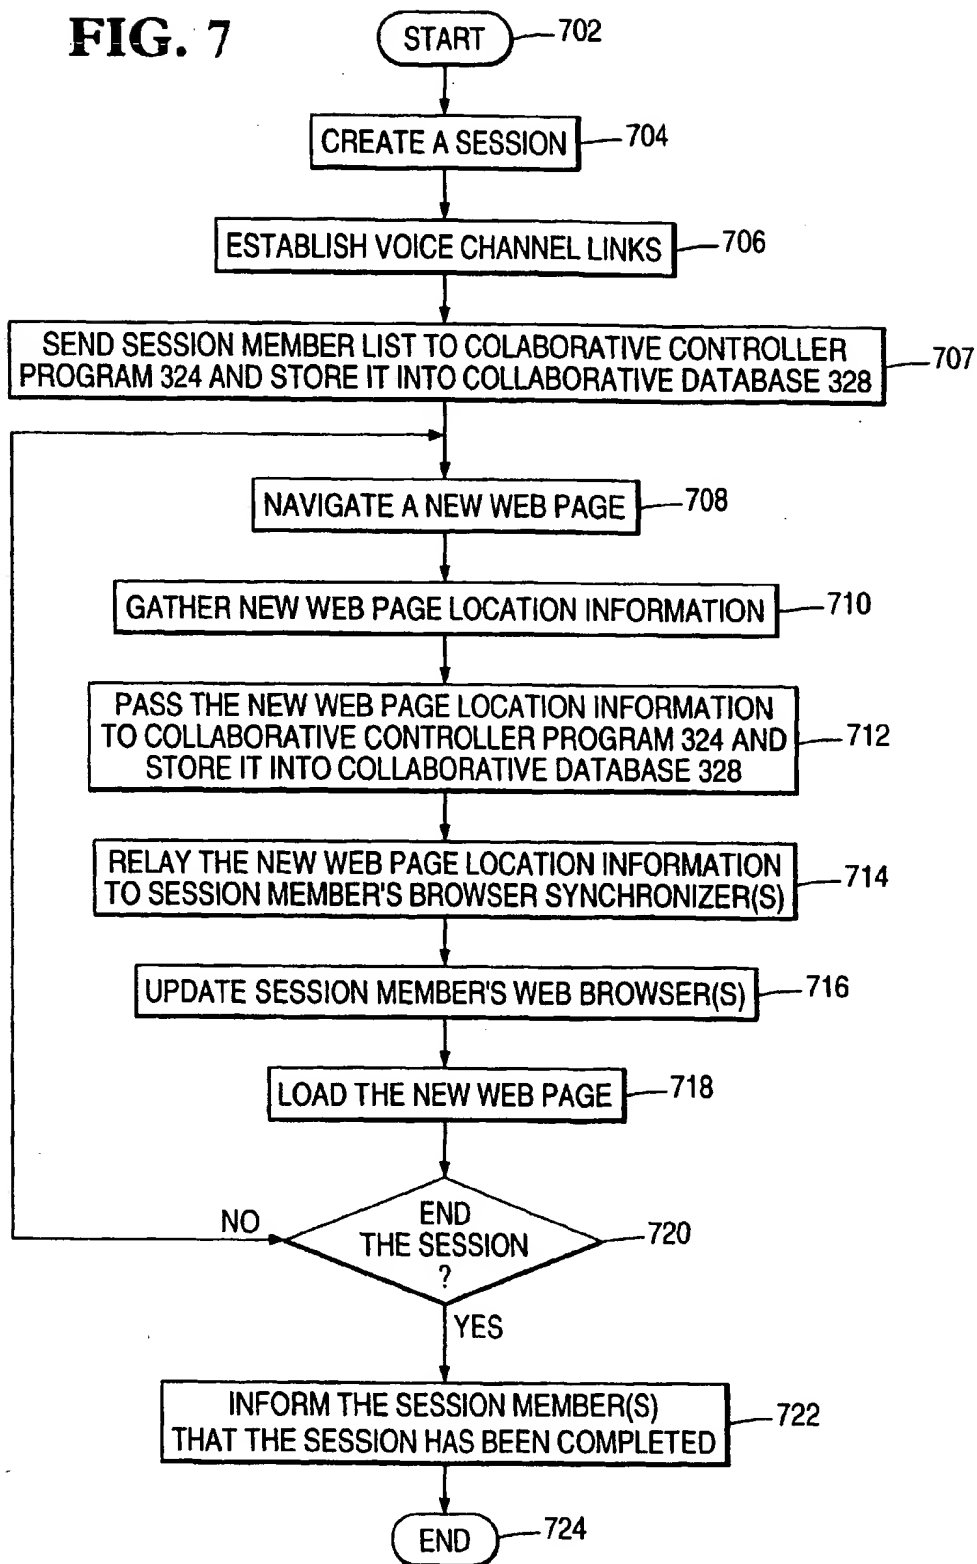 FIG. 7
START
702
CREATE A SESSION
704
ESTABLISH VOICE CHANNEL LINKS
706
SEND SESSION MEMBER LIST TO COLABORATIVE CONTROLLER
PROGRAM 324 AND STORE IT INTO COLLABORATIVE DATABASE 328
707
NAVIGATE A NEW WEB PAGE
708
GATHER NEW WEB PAGE LOCATION INFORMATION
710
PASS THE NEW WEB PAGE LOCATION INFORMATION
TO COLLABORATIVE CONTROLLER PROGRAM 324 AND
STORE IT INTO COLLABORATIVE DATABASE 328
712
RELAY THE NEW WEB PAGE LOCATION INFORMATION
TO SESSION MEMBER'S BROWSER SYNCHRONIZER(S)
714
UPDATE SESSION MEMBER'S WEB BROWSER(S)
716
LOAD THE NEW WEB PAGE
718
END
THE SESSION
?
720
NO
YES
INFORM THE SESSION MEMBER(S)
THAT THE SESSION HAS BEEN COMPLETED
722
END
724